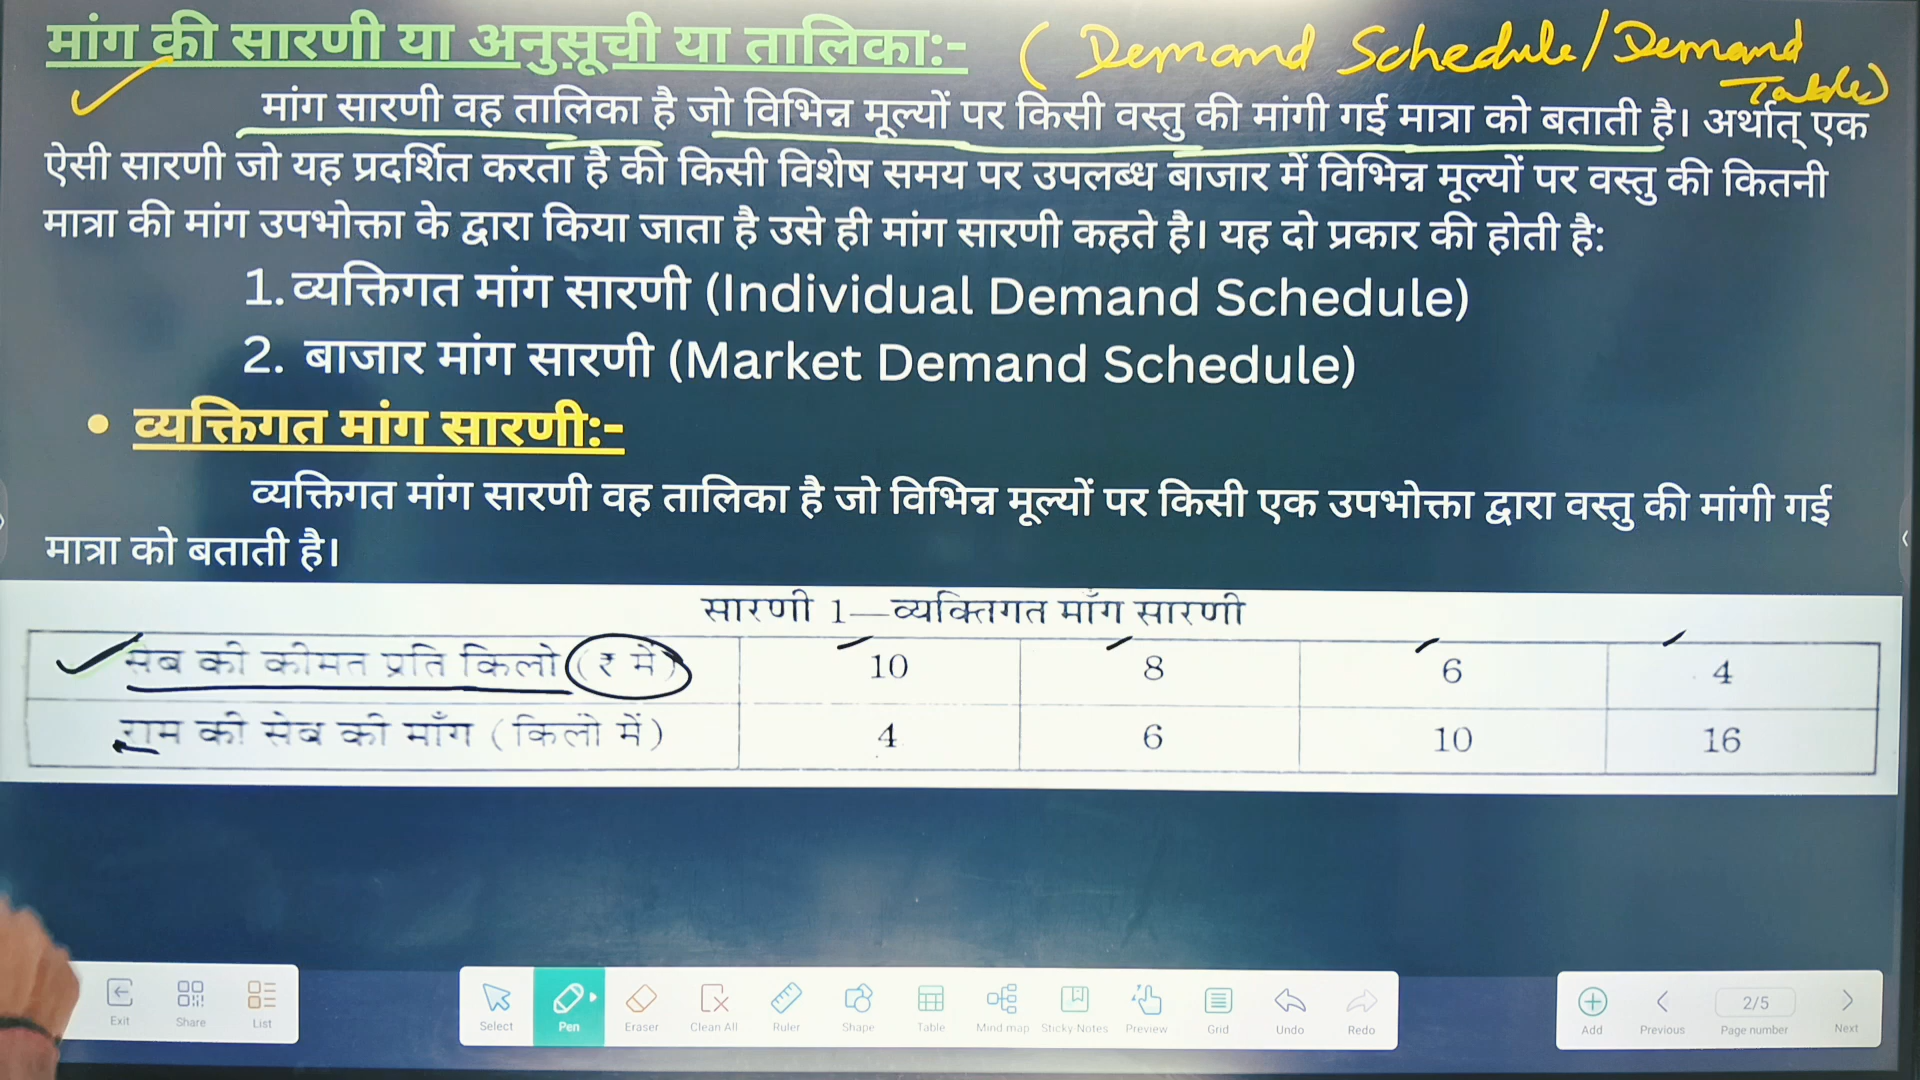 मांग की सारणी या अनुसूची या तालिका:- ( Demand Schedule/Demand Table)
मांग सारणी वह तालिका है जो विभिन्न मूल्यों पर किसी वस्तु की मांगी गई मात्रा को बताती है। अर्थात् एक
ऐसी सारणी जो यह प्रदर्शित करता है की किसी विशेष समय पर उपलब्ध बाजार में विभिन्न मूल्यों पर वस्तु की कितनी
मात्रा की मांग उपभोक्ता के द्वारा किया जाता है उसे ही मांग सारणी कहते है। यह दो प्रकार की होती है:
1. व्यक्तिगत मांग सारणी (Individual Demand Schedule)
2. बाजार मांग सारणी (Market Demand Schedule)
• व्यक्तिगत मांग सारणी:-
व्यक्तिगत मांग सारणी वह तालिका है जो विभिन्न मूल्यों पर किसी एक उपभोक्ता द्वारा वस्तु की मांगी गई
मात्रा को बताती है।
सारणी 1—व्यक्तिगत माँग सारणी
सेब की कीमत प्रति किलो (₹ में) 10 8 6 4
राम की सेब की माँग (किलो में) 4 6 10 16
Exit Share List Select Pen Eraser Clean All Ruler Shape Table Mind map Sticky Notes Preview Grid Undo Redo Add Previous 2/5 Page number Next